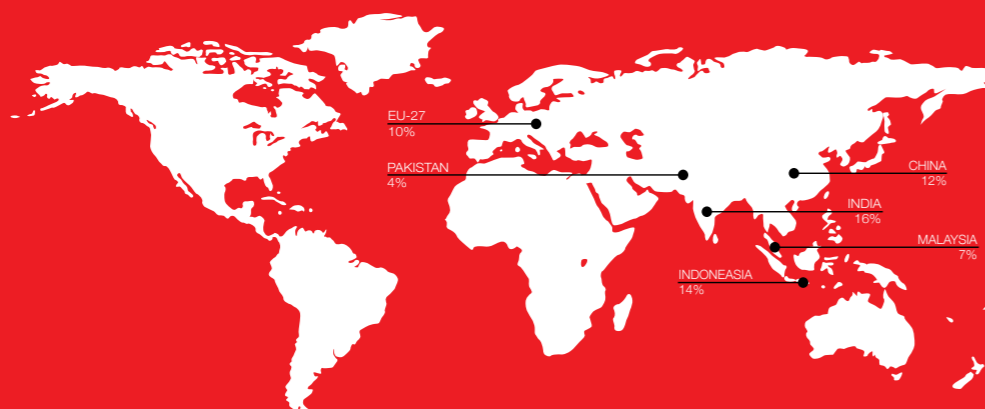 EU-27
10%
PAKISTAN
4%
CHINA
12%
INDIA
16%
MALAYSIA
7%
INDONEASIA
14%